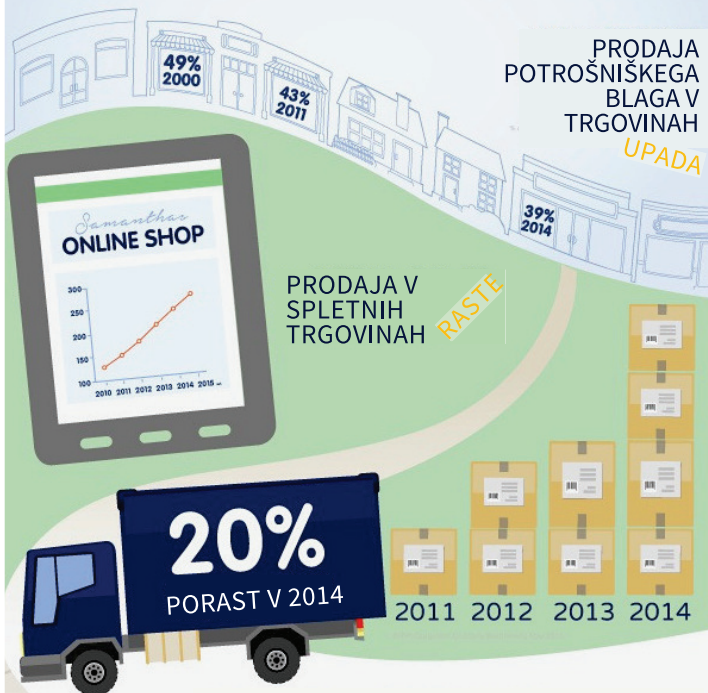 PRODAJA
POTROŠNIŠKEGA
BLAGA V
TRGOVINAH
UPADA
49%
2000
43%
2011
39%
2014
Samanthas
ONLINE SHOP
300
250
200
150
100
2010 2011 2012 2013 2014 2015
PRODAJA V
SPLETNIH
TRGOVINAH
RASTE
20%
PORAST V 2014
2011 2012 2013 2014